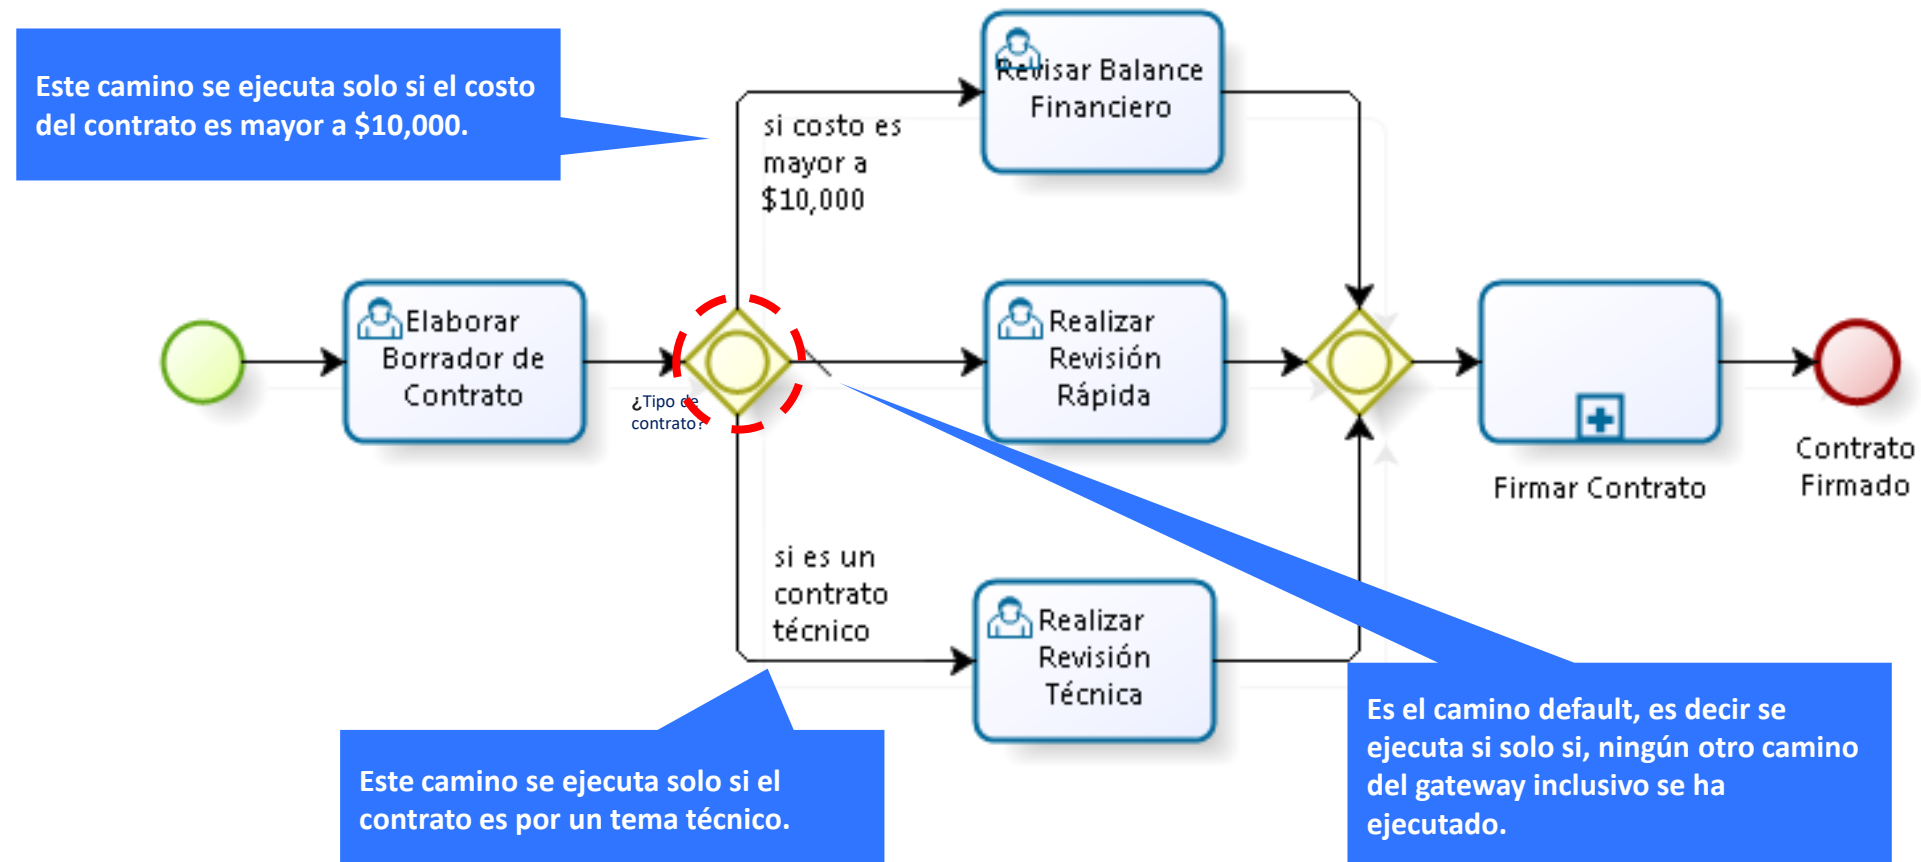 Este camino se ejecuta solo si el costo
del contrato es mayor a $10,000.
si costo es
mayor a
$10,000
Revisar Balance
Financiero
Elaborar
Borrador de
Contrato
¿Tipo de
contrato?
Realizar
Revisión
Rápida
Firmar Contrato
Contrato
Firmado
si es un
contrato
técnico
Realizar
Revisión
Técnica
Este camino se ejecuta solo si el
contrato es por un tema técnico.
Es el camino default, es decir se
ejecuta si solo si, ningún otro camino
del gateway inclusivo se ha
ejecutado.